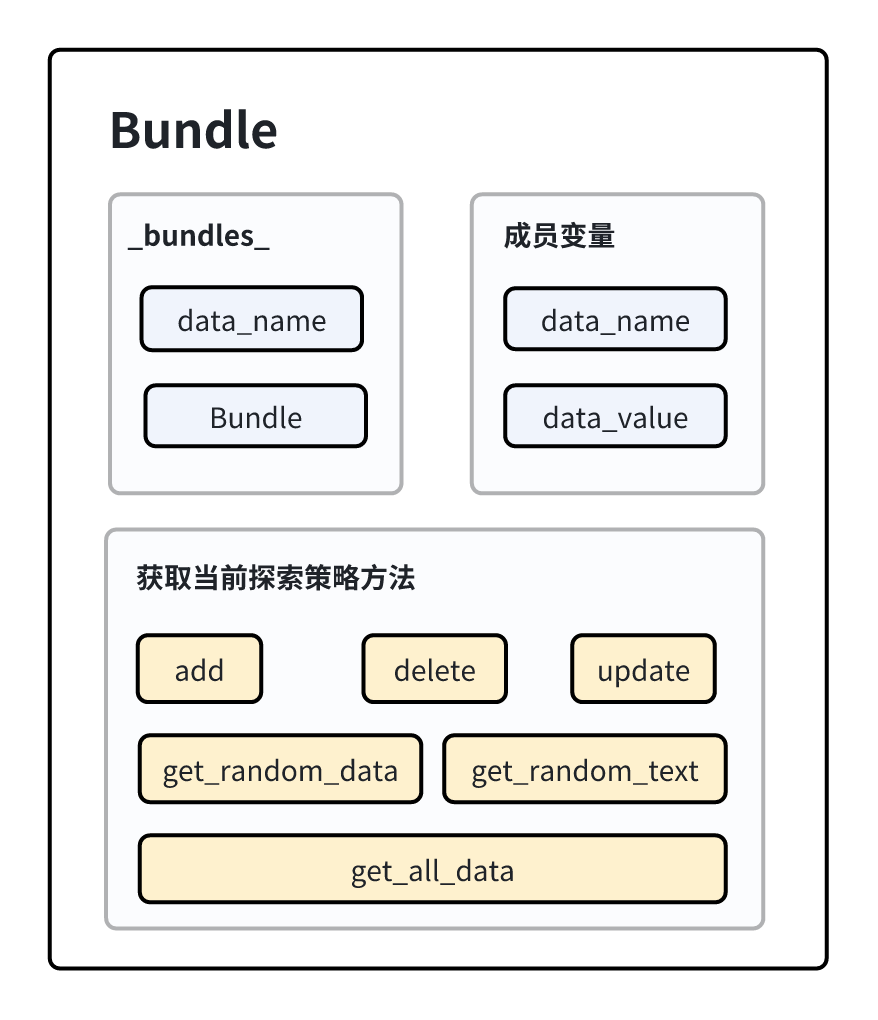 Bundle
_bundles_
data_name
Bundle
成员变量
data_name
data_value
获取当前探索策略方法
add
delete
update
get_random_data
get_random_text
get_all_data